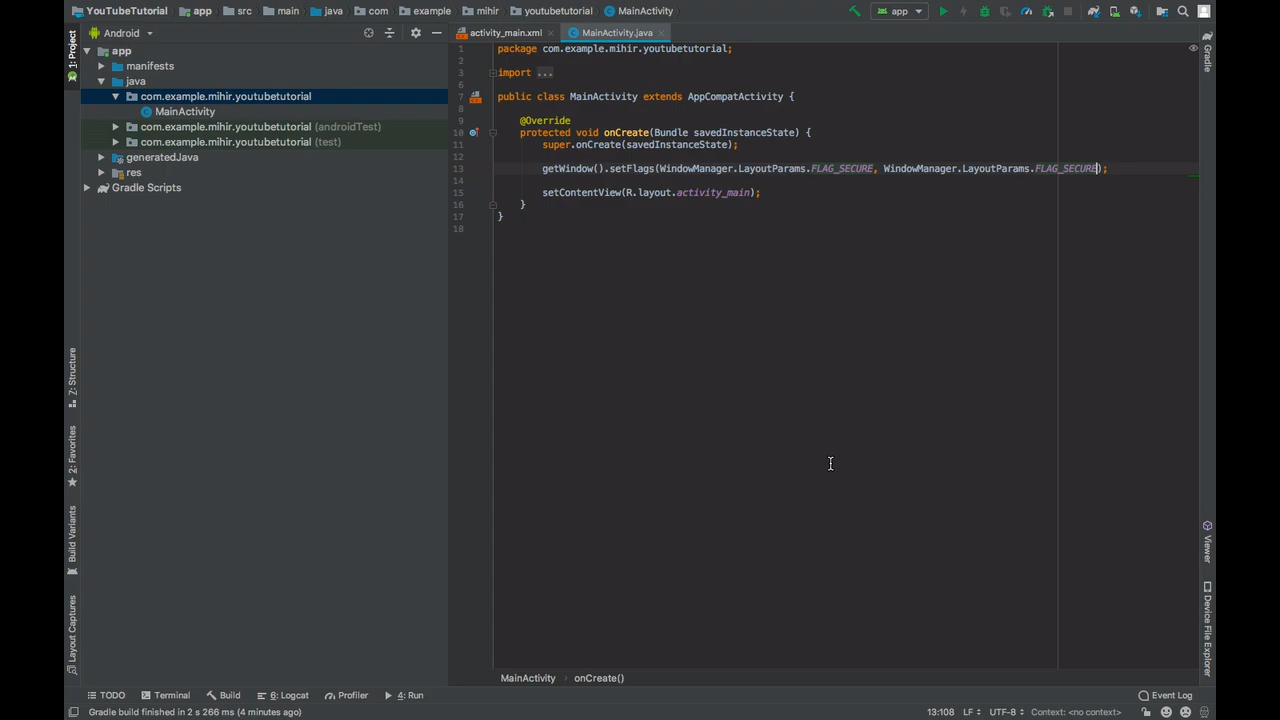 YouTubeTutorial app src main java com example mihir youtubetutorial MainActivity app
1: Project Android activity_main.xml MainActivity.java Gradle
app
manifests
java
com.example.mihir.youtubetutorial
MainActivity
com.example.mihir.youtubetutorial (androidTest)
com.example.mihir.youtubetutorial (test)
generatedJava
res
Gradle Scripts
1 package com.example.mihir.youtubetutorial;
2
3 import ...
6
7 public class MainActivity extends AppCompatActivity {
8
9 @Override
10 protected void onCreate(Bundle savedInstanceState) {
11 super.onCreate(savedInstanceState);
12
13 getWindow().setFlags(WindowManager.LayoutParams.FLAG_SECURE, WindowManager.LayoutParams.FLAG_SECURE);
14
15 setContentView(R.layout.activity_main);
16 }
17 }
18
7: Structure
2: Favorites
Build Variants
Layout Captures
Viewer
Device File Explorer
MainActivity onCreate()
TODO Terminal Build 6: Logcat Profiler 4: Run Event Log
Gradle build finished in 2 s 266 ms (4 minutes ago) 13:108 LF UTF-8 Context: <no context>